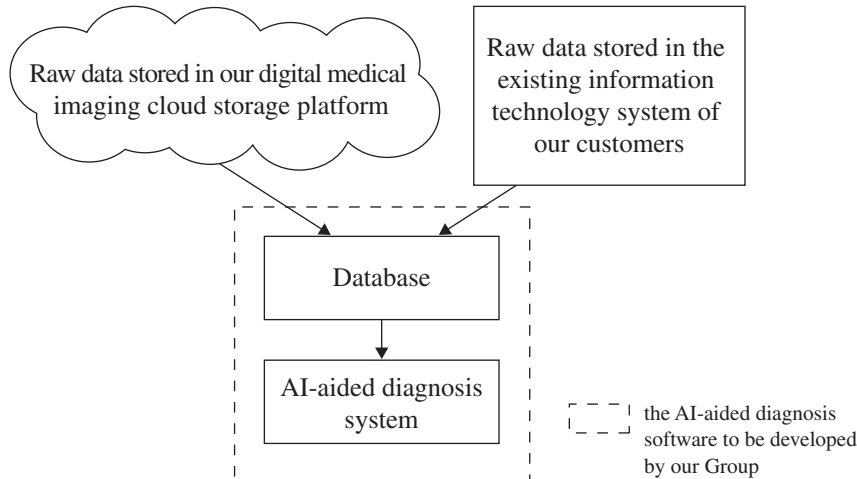 Raw data stored in our digital medical
imaging cloud storage platform
Raw data stored in the
existing information
technology system of
our customers
Database
AI-aided diagnosis
system
the AI-aided diagnosis
software to be developed
by our Group